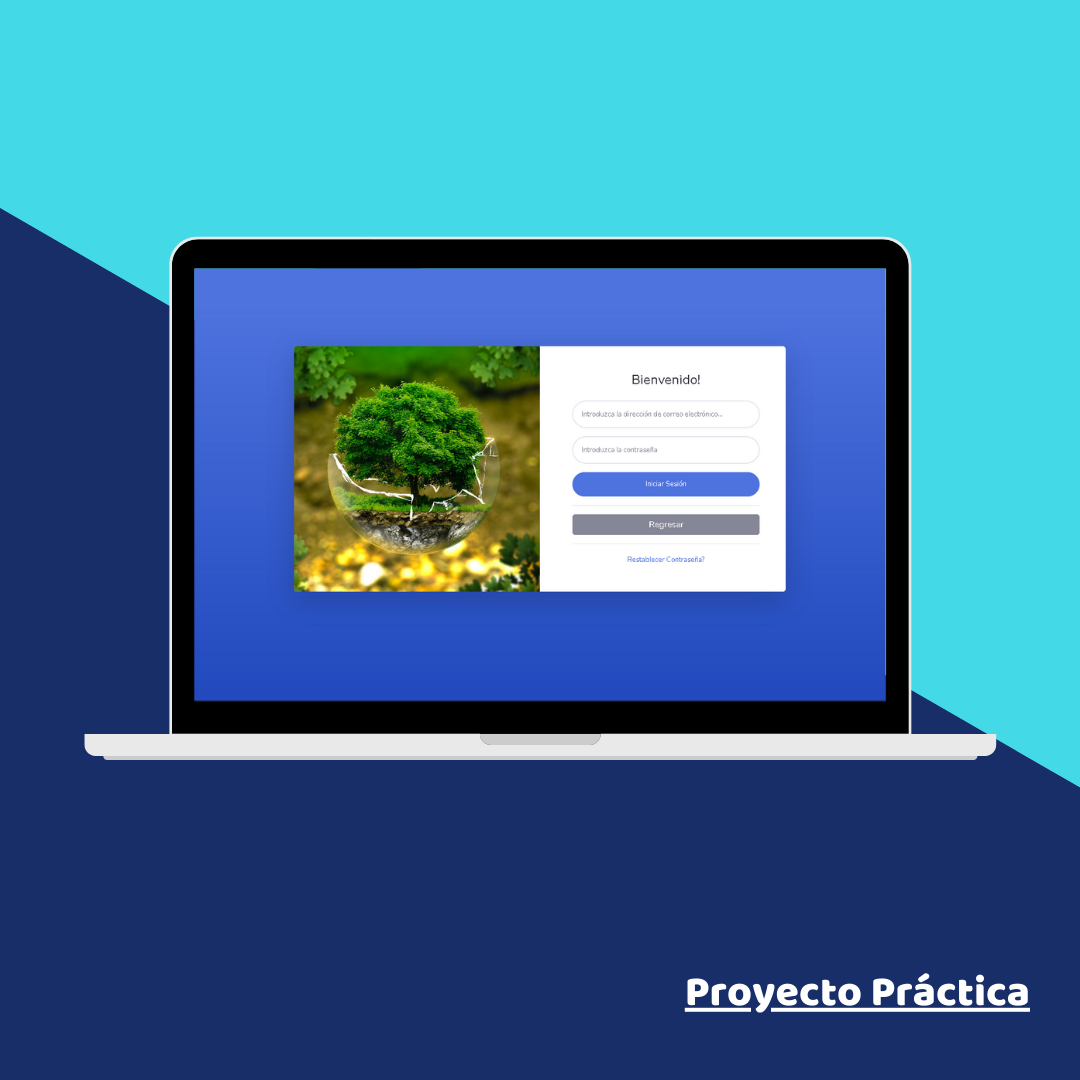 Bienvenido!
Introduzca la dirección de correo electrónico...
Introduzca la contraseña
Iniciar Sesión
Regresar
Restablecer Contraseña?
Proyecto Práctica